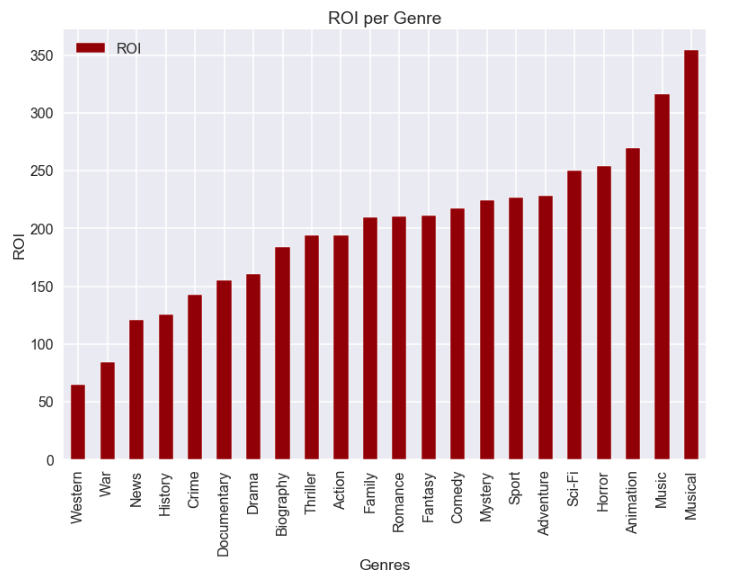 ROI per Genre
ROI
350
300
250
200
150
100
50
0
ROI
Western
War
News
History
Crime
Documentary
Drama
Biography
Thriller
Action
Family
Romance
Fantasy
Comedy
Mystery
Sport
Adventure
Sci-Fi
Horror
Animation
Music
Musical
Genres